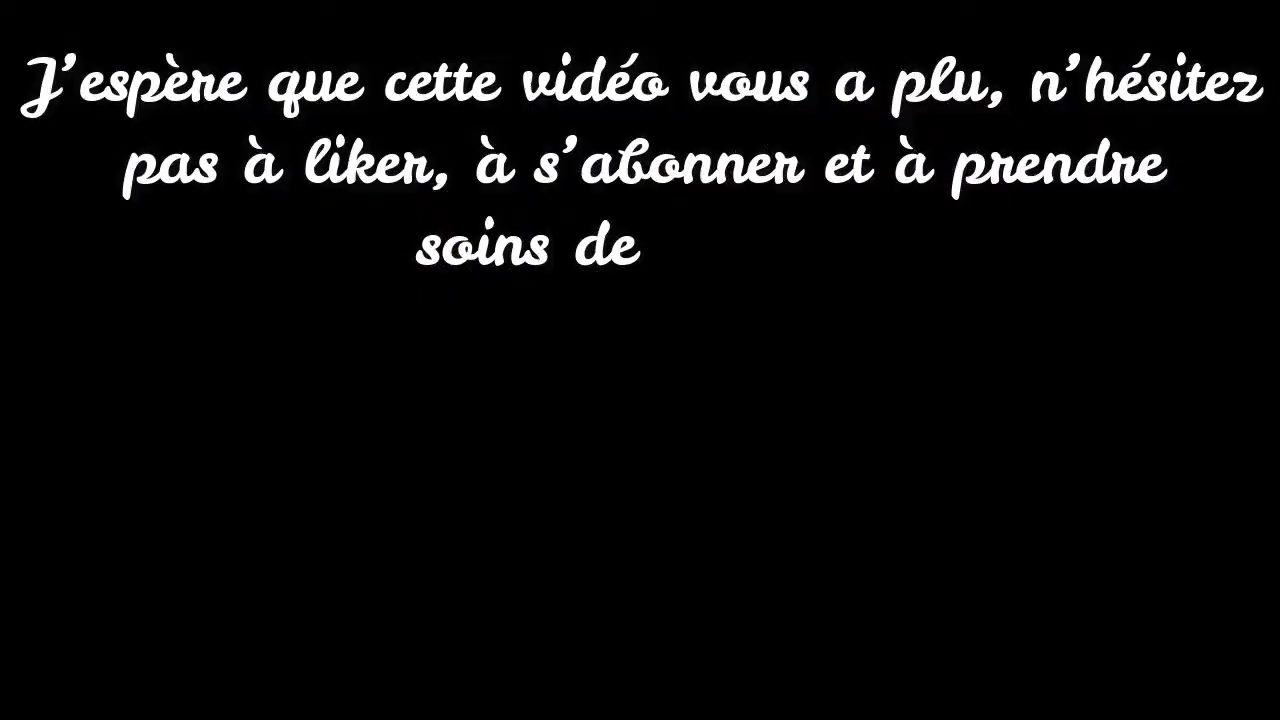 J'espère que cette vidéo vous a plu, n'hésitez
pas à liker, à s'abonner et à prendre
soins de